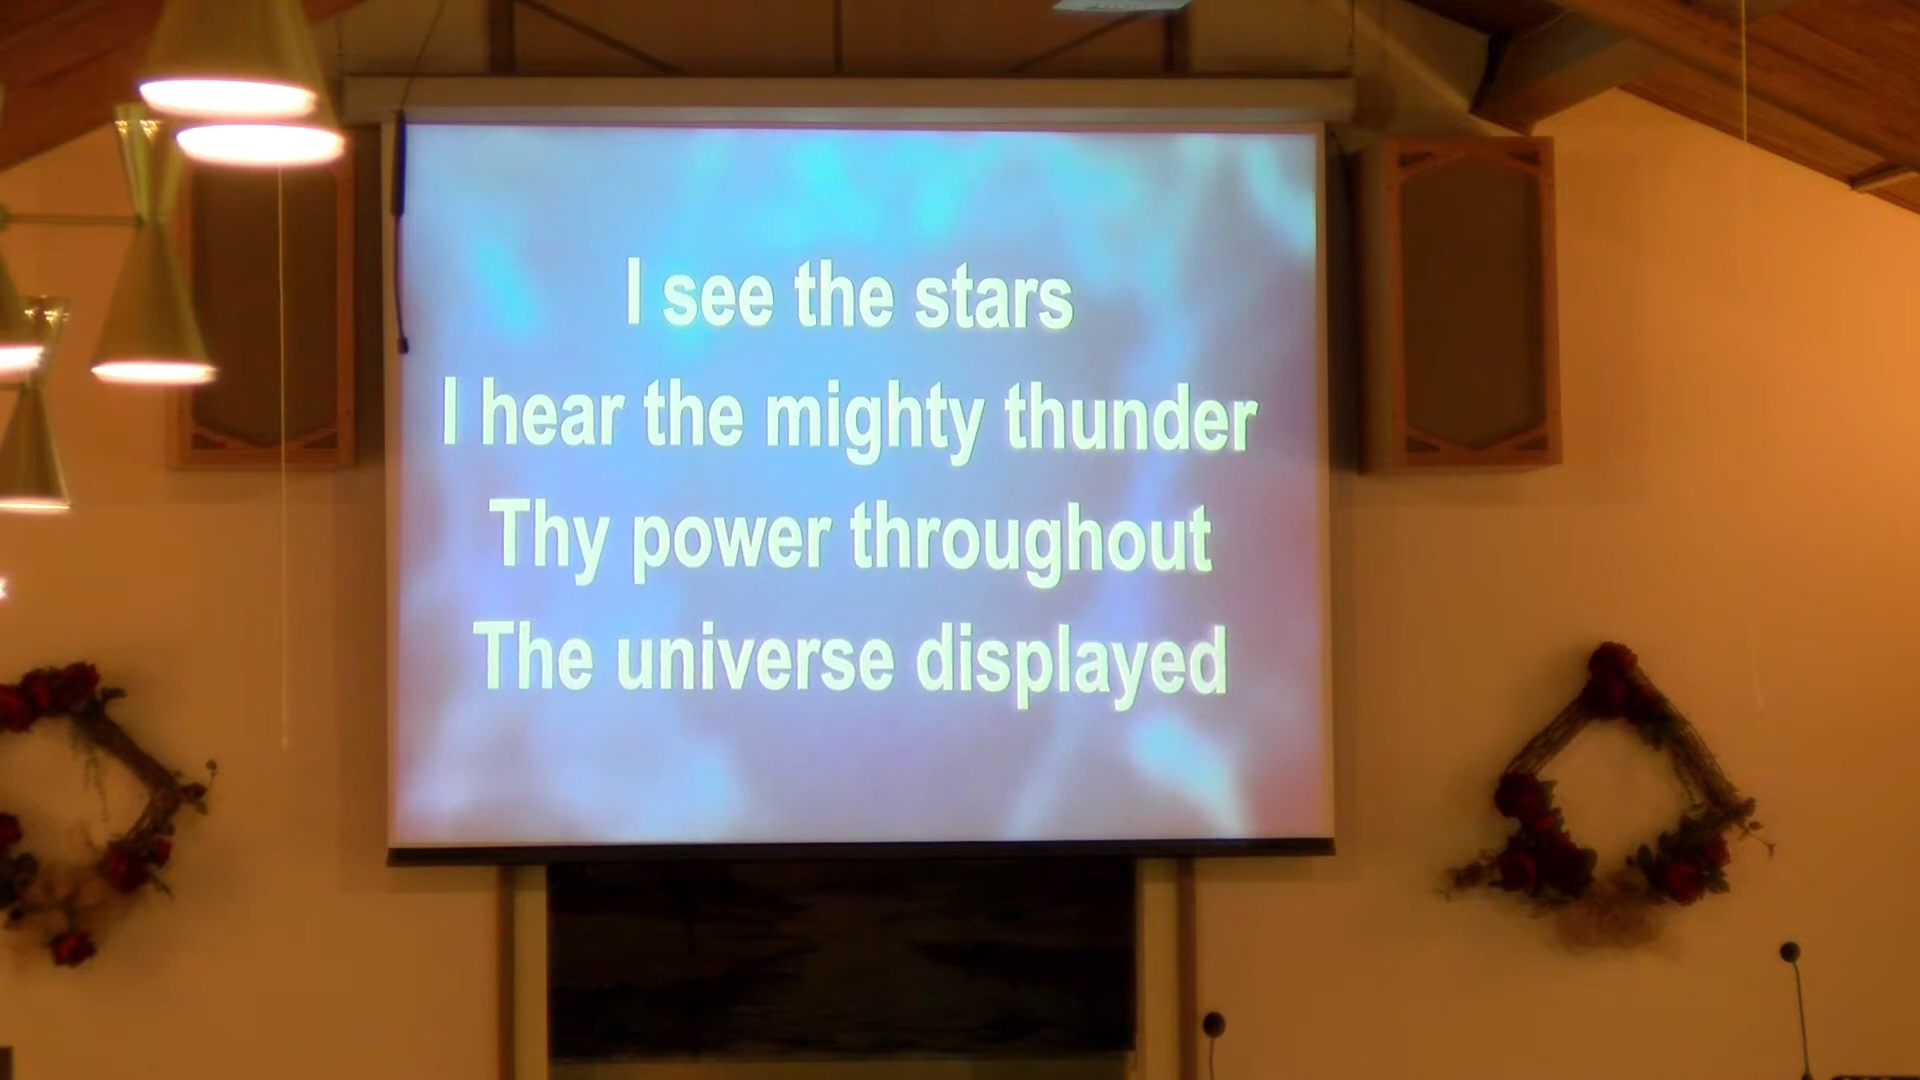 I see the stars
I hear the mighty thunder
Thy power throughout
The universe displayed